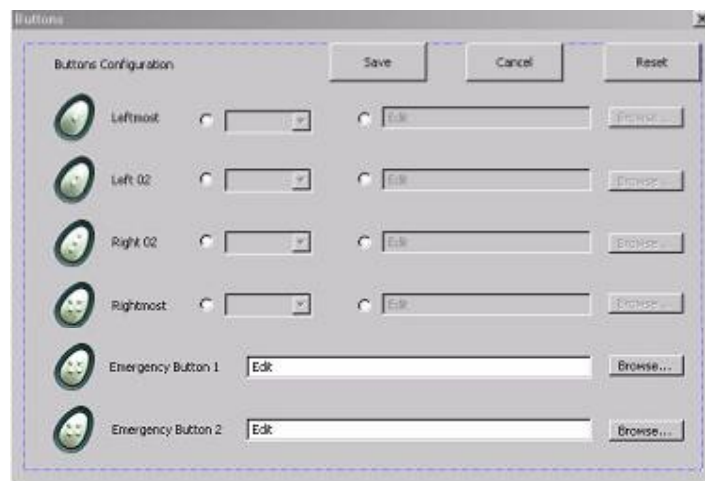 Buttons
Buttons Configuration Save Cancel Reset
Leftmost Edit Browse...
Left 02 Edit Browse...
Right 02 Edit Browse...
Rightmost Edit Browse...
Emergency Button 1 Edit Browse...
Emergency Button 2 Edit Browse...